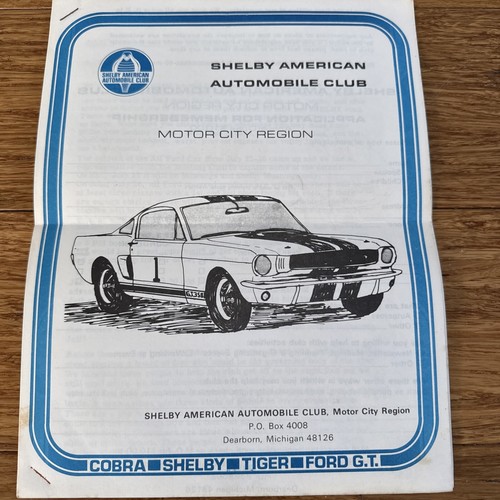 SHELBY AMERICAN
AUTOMOBILE CLUB
SHELBY AMERICAN
AUTOMOBILE CLUB
MOTOR CITY REGION
1
SHELBY AMERICAN AUTOMOBILE CLUB, Motor City Region
P.O. Box 4008
Dearborn, Michigan 48126
COBRA SHELBY TIGER FORD G.T.